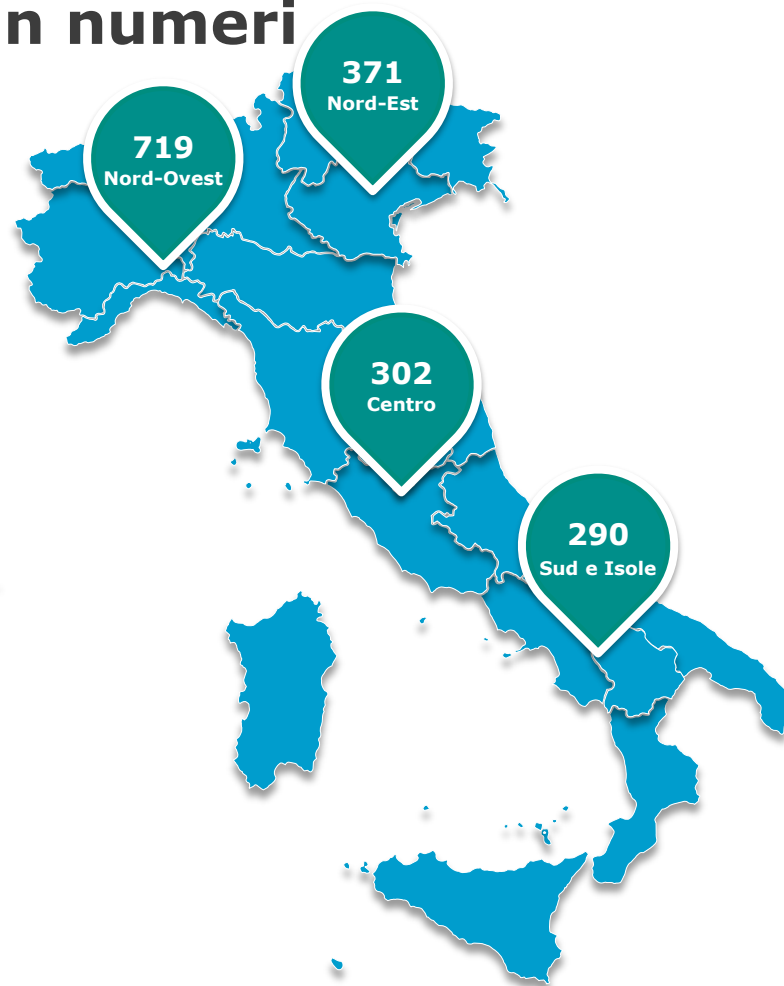 n numeri
371
Nord-Est
719
Nord-Ovest
302
Centro
290
Sud e Isole